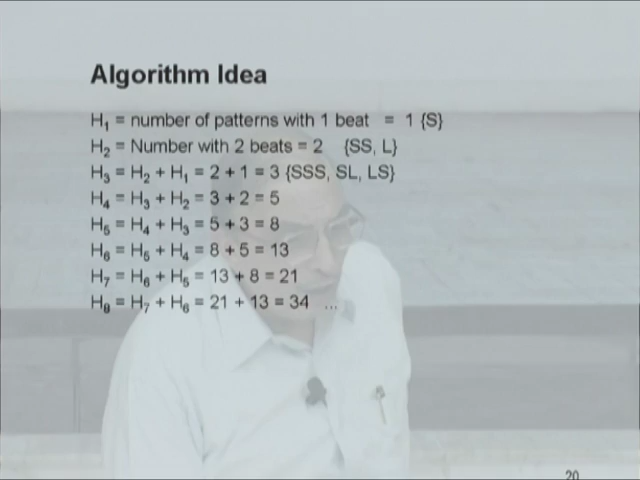 Algorithm Idea
H₁ = number of patterns with 1 beat = 1 {S}
H₂ = Number with 2 beats = 2 {SS, L}
H₃ = H₂ + H₁ = 2 + 1 = 3 {SSS, SL, LS}
H₄ = H₃ + H₂ = 3 + 2 = 5
H₅ = H₄ + H₃ = 5 + 3 = 8
H₆ = H₅ + H₄ = 8 + 5 = 13
H₇ = H₆ + H₅ = 13 + 8 = 21
H₈ = H₇ + H₆ = 21 + 13 = 34 ...
20